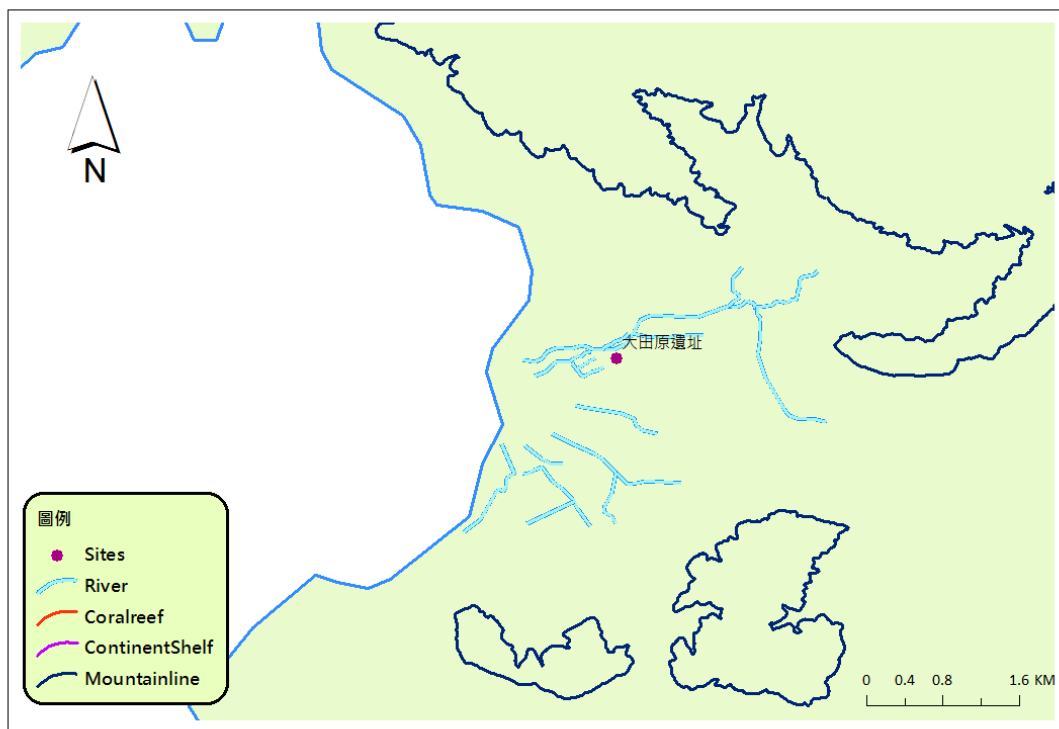 N
大田原遺址
圖例
Sites
River
Coralreef
ContinentShelf
Mountainline
0 0.4 0.8 1.6 KM